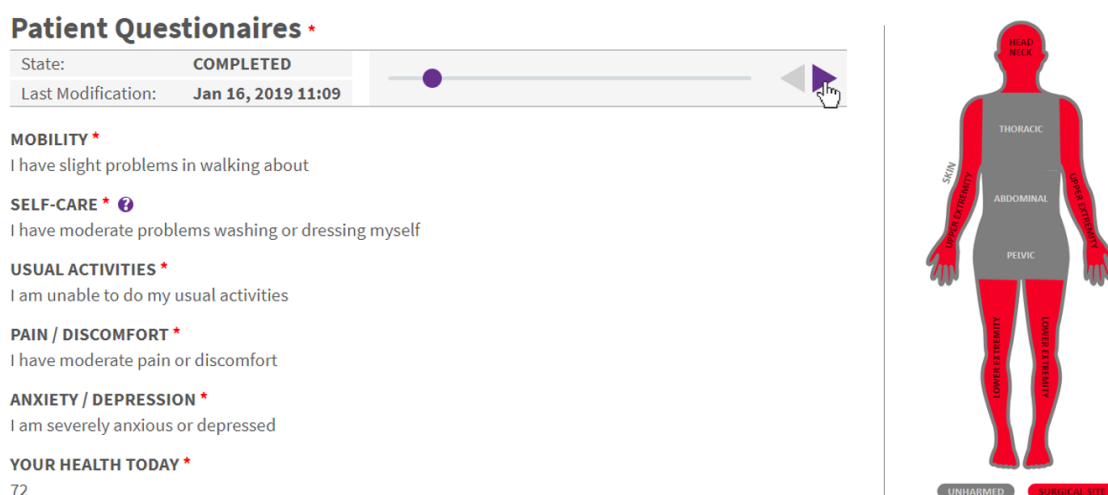 Patient Questionaires *
State: COMPLETED
Last Modification: Jan 16, 2019 11:09
MOBILITY *
I have slight problems in walking about
SELF-CARE * ?
I have moderate problems washing or dressing myself
USUAL ACTIVITIES *
I am unable to do my usual activities
PAIN / DISCOMFORT *
I have moderate pain or discomfort
ANXIETY / DEPRESSION *
I am severely anxious or depressed
YOUR HEALTH TODAY *
72
HEAD
NECK
THORACIC
SKIN
UPPER EXTREMITY
UPPER EXTREMITY
ABDOMINAL
PELVIC
LOWER EXTREMITY
LOWER EXTREMITY
UNHARMED
SURGICAL SITE